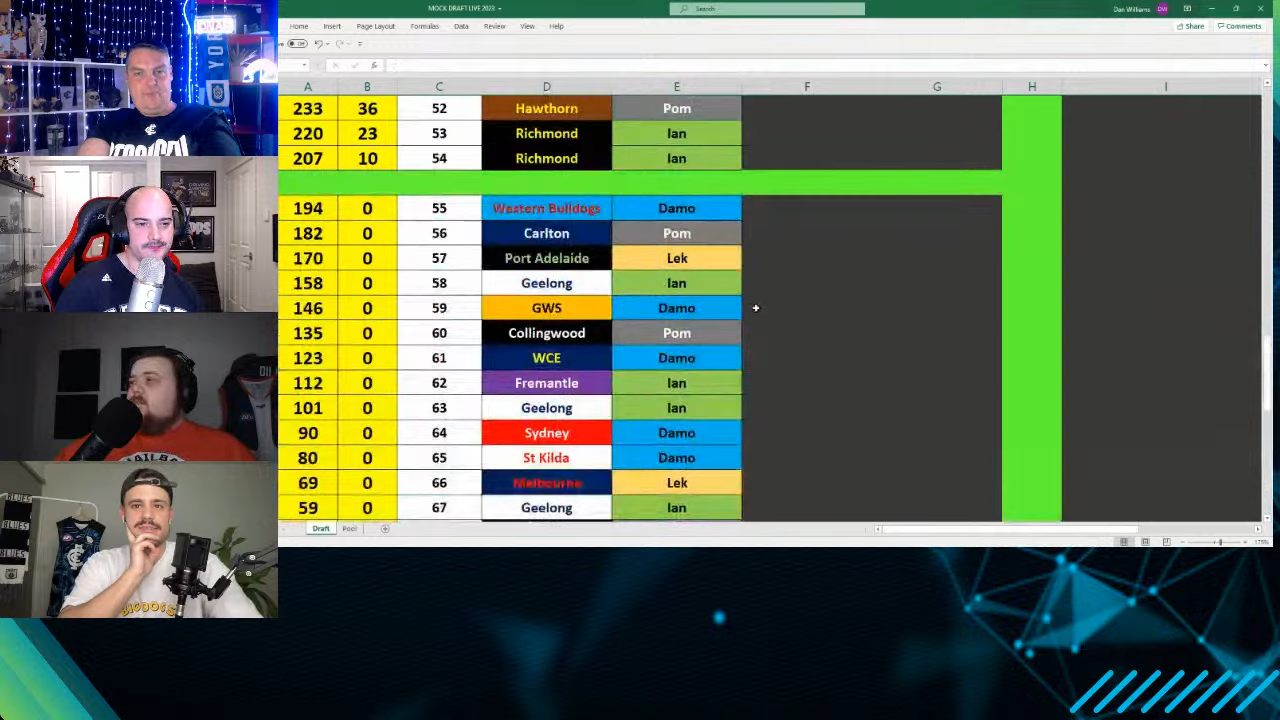 MOCK DRAFT LIVE 2023
Search
Dan Williams DW
Home Insert Page Layout Formulas Data Review View Help
Share Comments
A B C D E F G H I
233 36 52 Hawthorn Pom
220 23 53 Richmond Ian
207 10 54 Richmond Ian
194 0 55 Western Bulldogs Damo
182 0 56 Carlton Pom
170 0 57 Port Adelaide Lek
158 0 58 Geelong Ian
146 0 59 GWS Damo
135 0 60 Collingwood Pom
123 0 61 WCE Damo
112 0 62 Fremantle Ian
101 0 63 Geelong Ian
90 0 64 Sydney Damo
80 0 65 St Kilda Damo
69 0 66 Melbourne Lek
59 0 67 Geelong Ian
Draft Pool
BLUES
BLUES